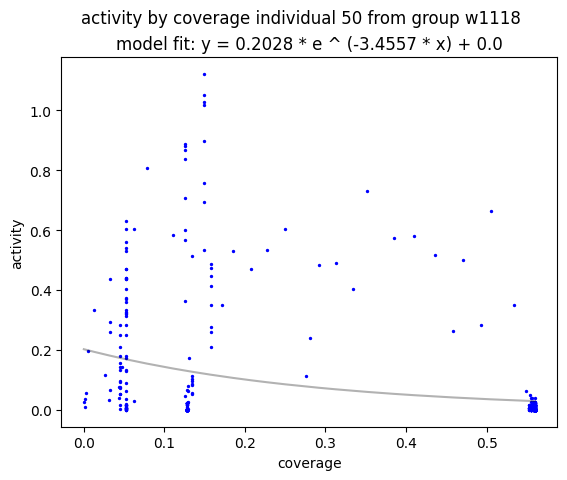 activity by coverage individual 50 from group w1118
model fit: y = 0.2028 * e ^ (-3.4557 * x) + 0.0
activity
1.0
0.8
0.6
0.4
0.2
0.0
0.0 0.1 0.2 0.3 0.4 0.5
coverage